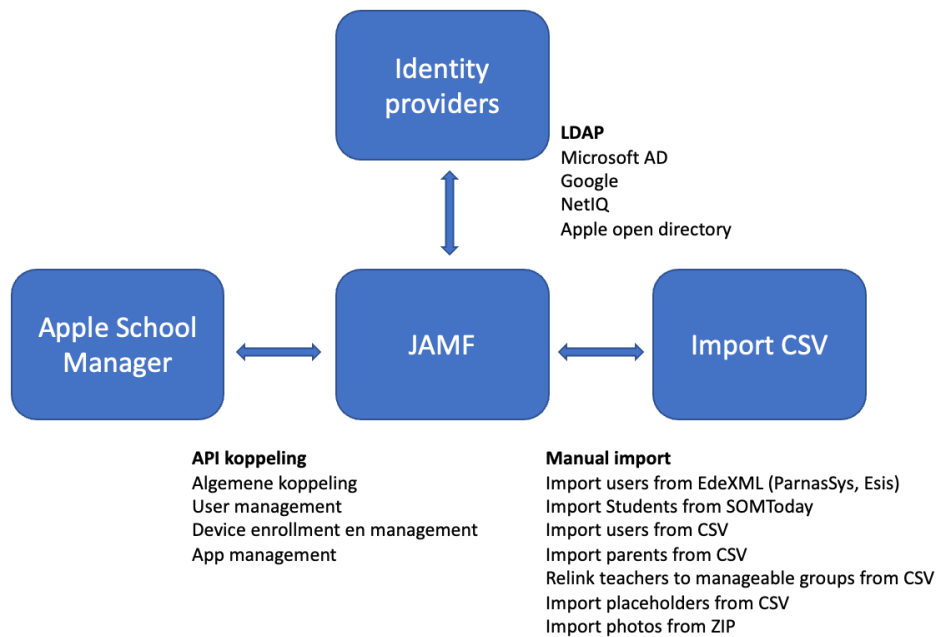 Identity
providers
LDAP
Microsoft AD
Google
NetIQ
Apple open directory
Apple School
Manager
JAMF
Import CSV
API koppeling
Algemene koppeling
User management
Device enrollment en management
App management
Manual import
Import users from EdeXML (ParnasSys, Esis)
Import Students from SOMToday
Import users from CSV
Import parents from CSV
Relink teachers to manageable groups from CSV
Import placeholders from CSV
Import photos from ZIP